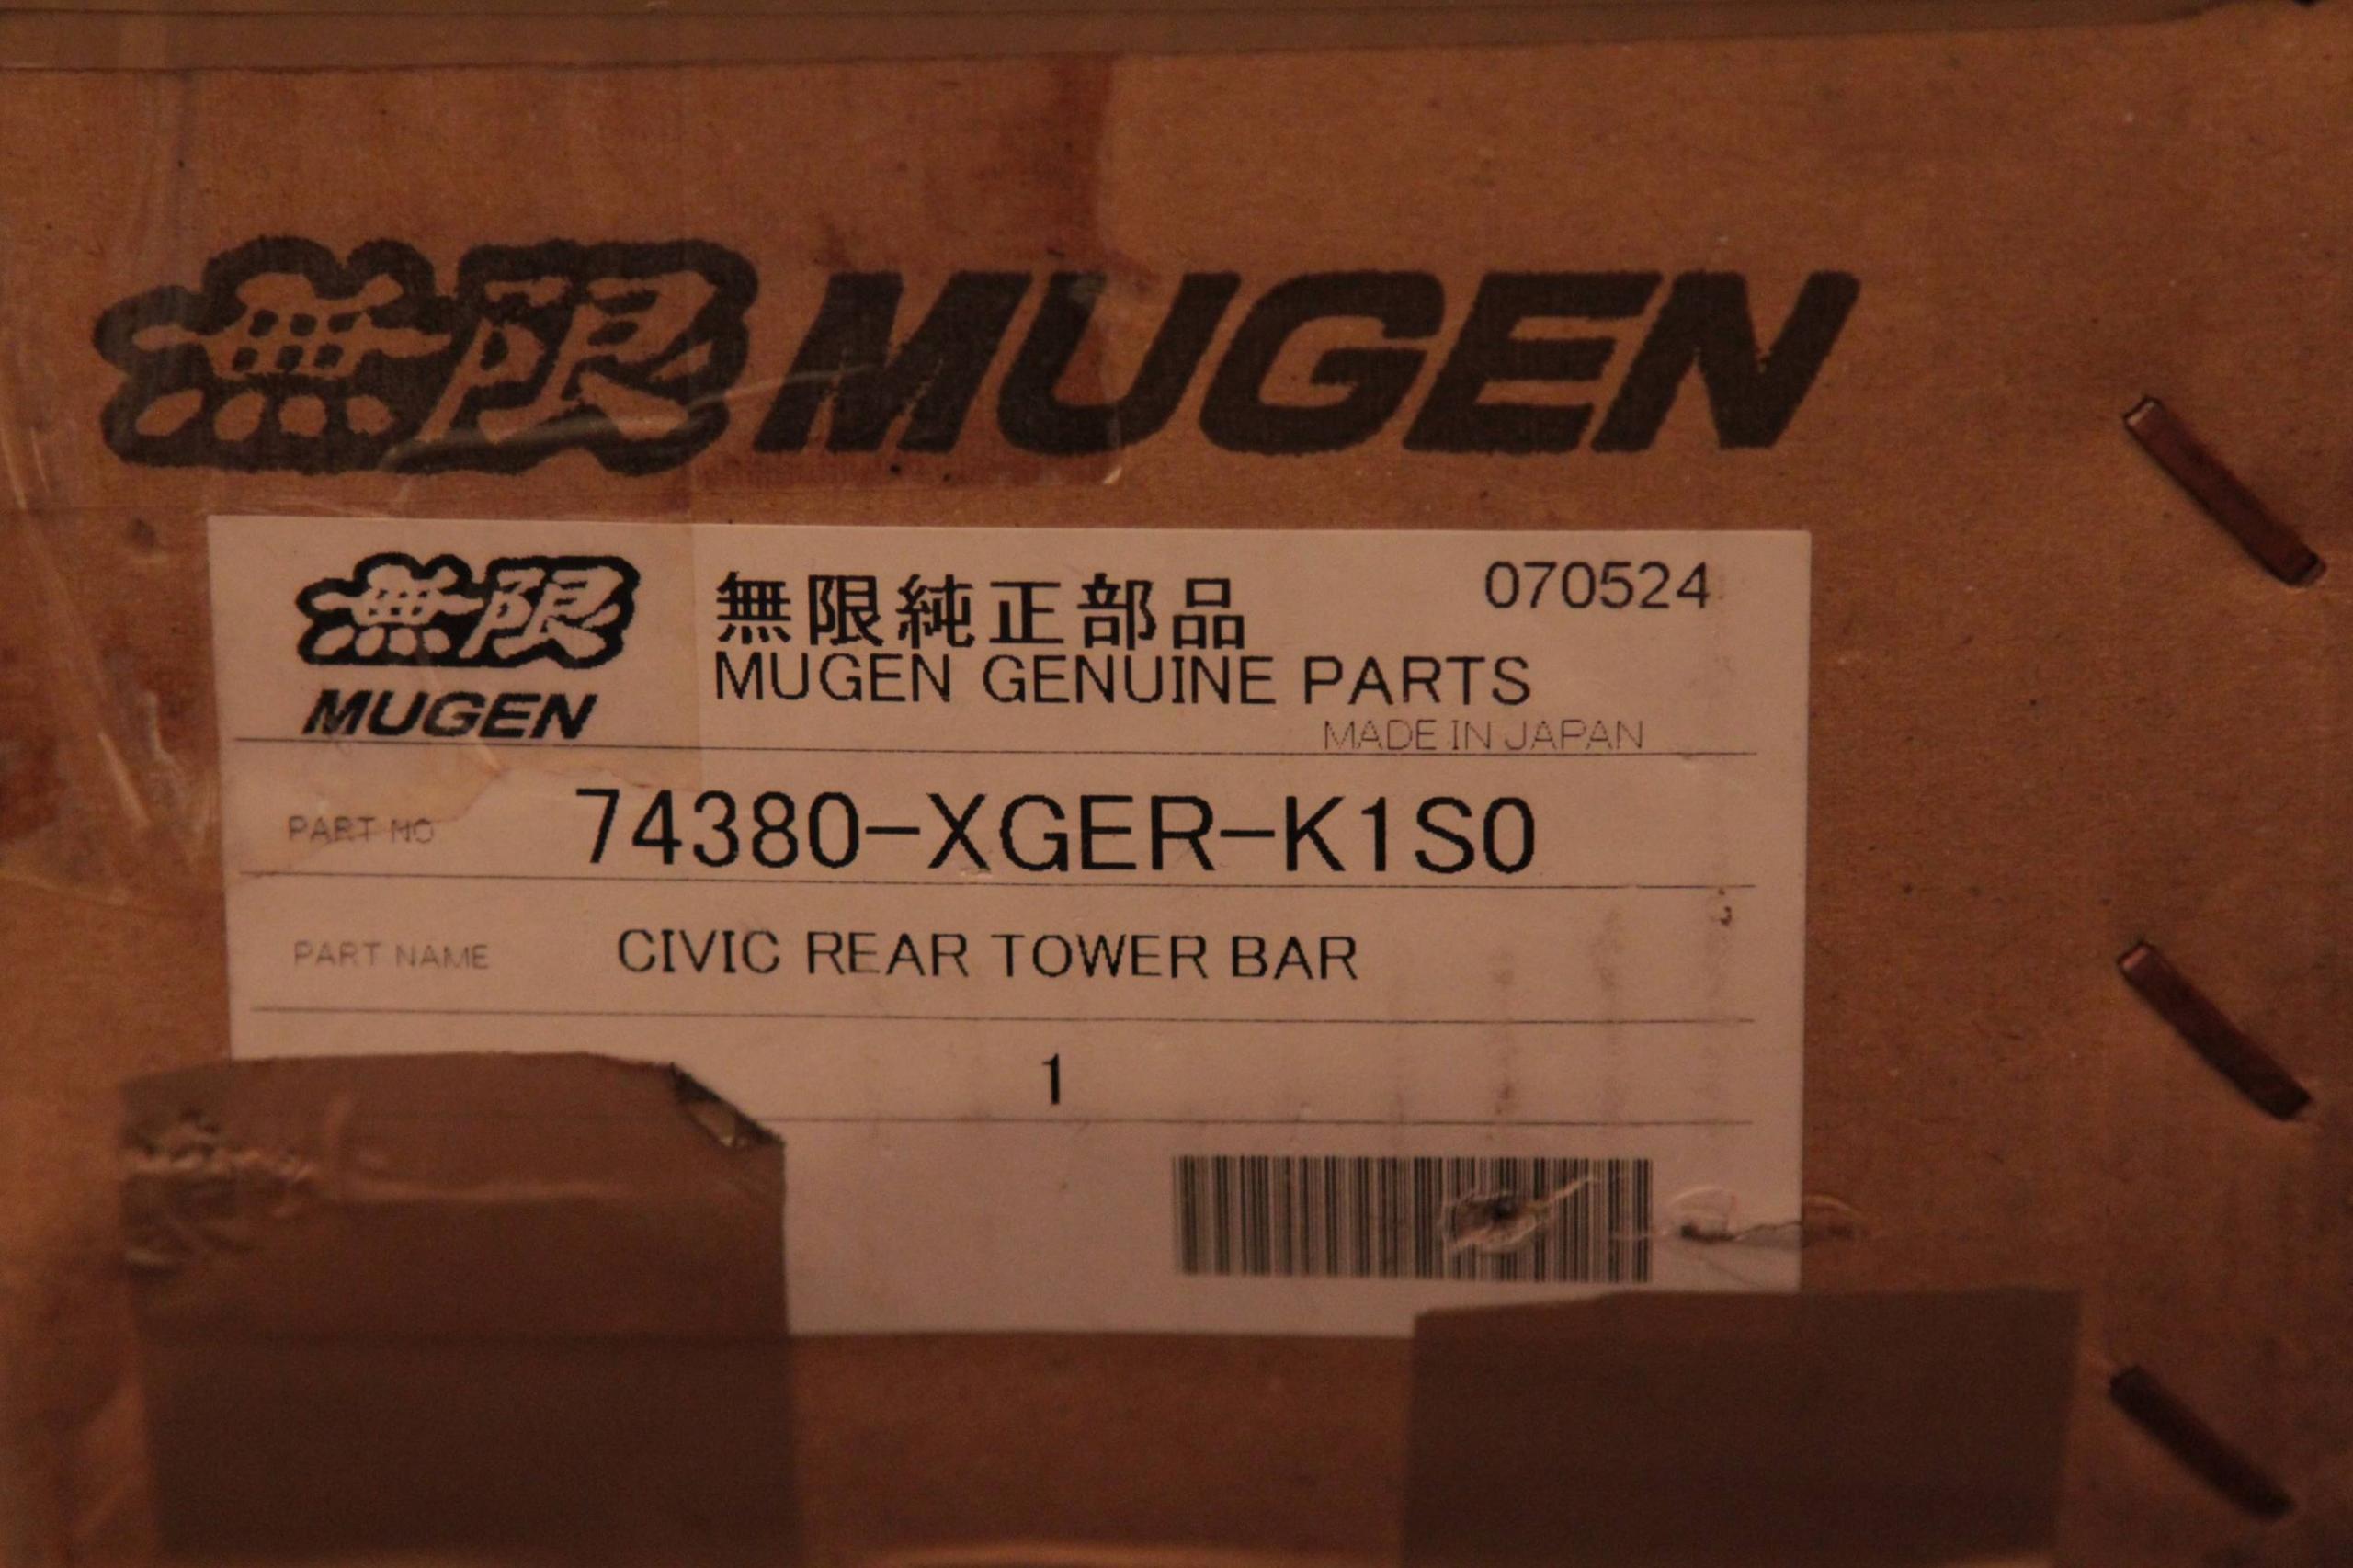 無限 MUGEN
無限
MUGEN
無限純正部品
070524
MUGEN GENUINE PARTS
MADE IN JAPAN
PART NO 74380-XGER-K1S0
PART NAME CIVIC REAR TOWER BAR
1